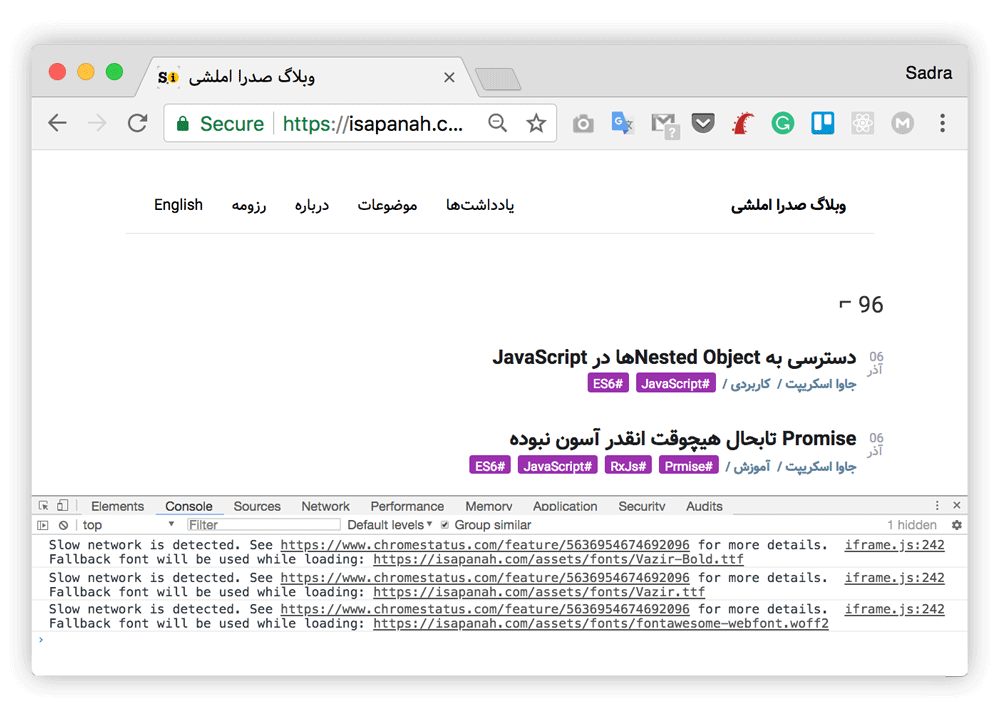 وبلاگ صدرا املشی
Sadra
Secure https://isapanah.c...
وبلاگ صدرا املشی
یادداشت‌ها موضوعات درباره رزومه English
96
06 آذر
دسترسی به Nested Objectها در JavaScript
جاوا اسکریپت / کاربردی / #JavaScript #ES6
06 آذر
Promise تابحال هیچوقت انقدر آسون نبوده
جاوا اسکریپت / آموزش / #Prmise #RxJs #JavaScript #ES6
Elements Console Sources Network Performance Memory Application Security Audits
top Filter Default levels Group similar 1 hidden
Slow network is detected. See https://www.chromestatus.com/feature/5636954674692096 for more details. iframe.js:242
Fallback font will be used while loading: https://isapanah.com/assets/fonts/Vazir-Bold.ttf
Slow network is detected. See https://www.chromestatus.com/feature/5636954674692096 for more details. iframe.js:242
Fallback font will be used while loading: https://isapanah.com/assets/fonts/Vazir.ttf
Slow network is detected. See https://www.chromestatus.com/feature/5636954674692096 for more details. iframe.js:242
Fallback font will be used while loading: https://isapanah.com/assets/fonts/fontawesome-webfont.woff2